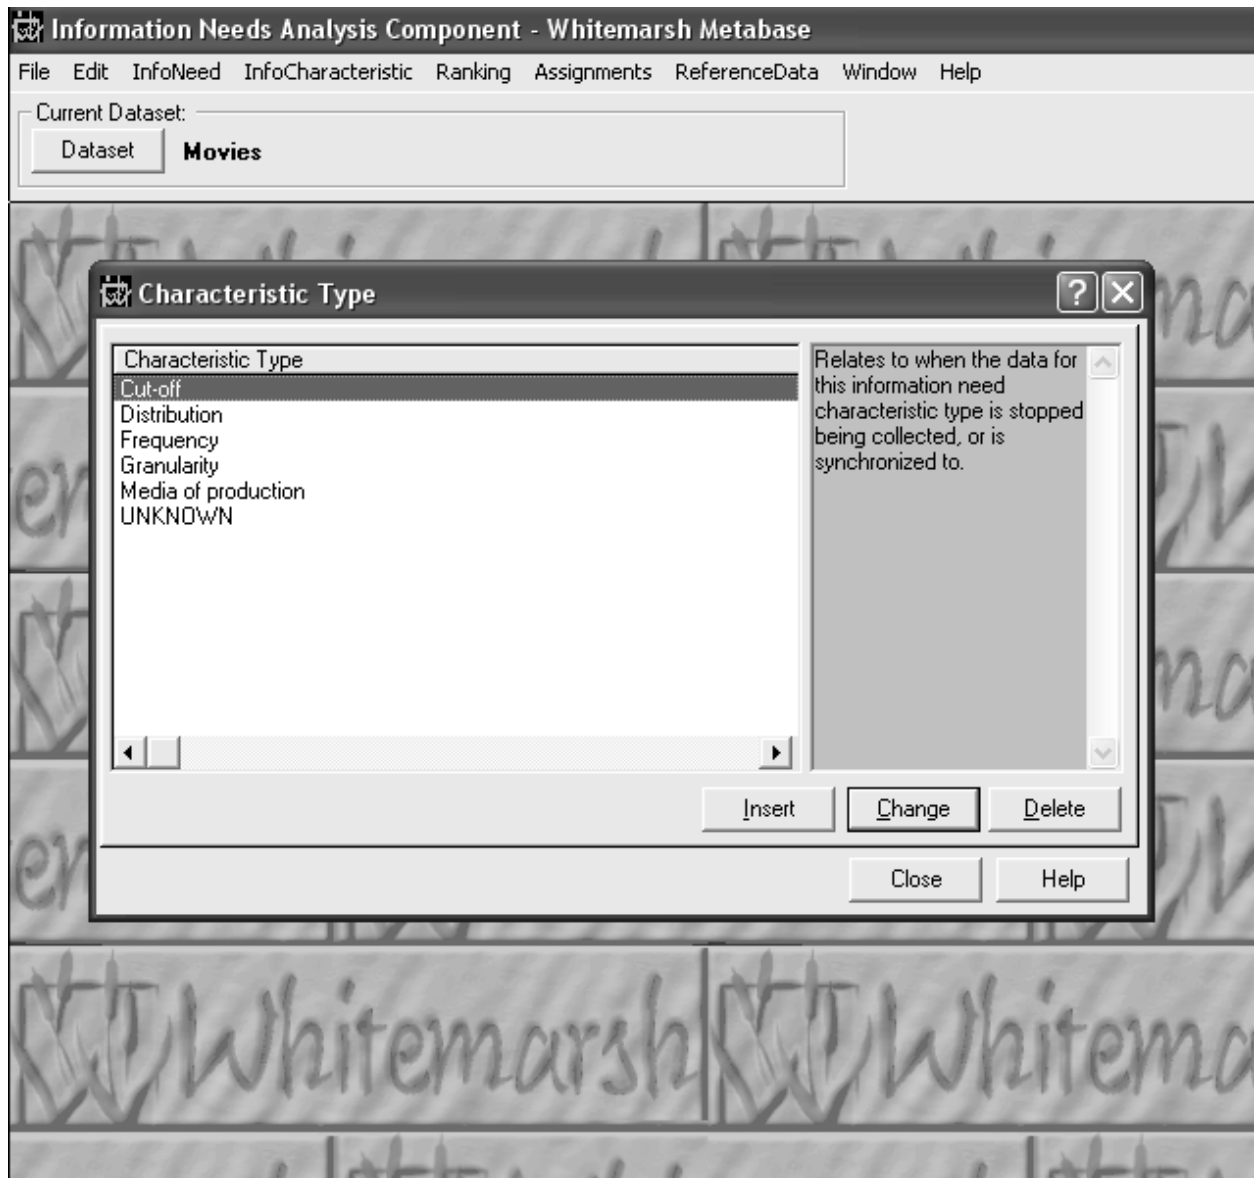 Information Needs Analysis Component - Whitemarsh Metabase
File Edit InfoNeed InfoCharacteristic Ranking Assignments ReferenceData Window Help
Current Dataset:
Dataset Movies
Characteristic Type
Characteristic Type
Cut-off
Distribution
Frequency
Granularity
Media of production
UNKNOWN
Relates to when the data for
this information need
characteristic type is stopped
being collected, or is
synchronized to.
Insert Change Delete
Close Help
Whitemarsh